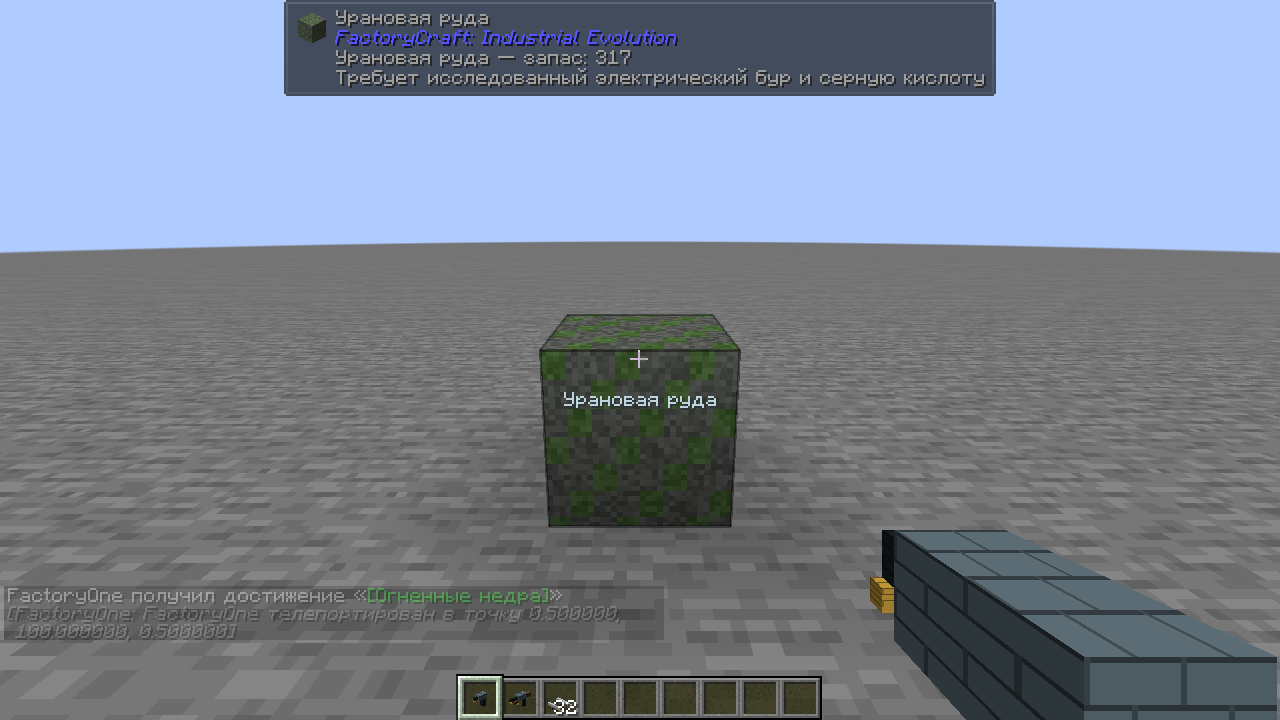 Урановая руда
FactoryCraft: Industrial Evolution
Урановая руда — запас: 317
Требует исследованный электрический бур и серную кислоту
Урановая руда
FactoryOne получил достижение «[Огненные недра]»
[FactoryOne: FactoryOne телепортирован в точку 0.500000,
100.000000, 0.500000]
32